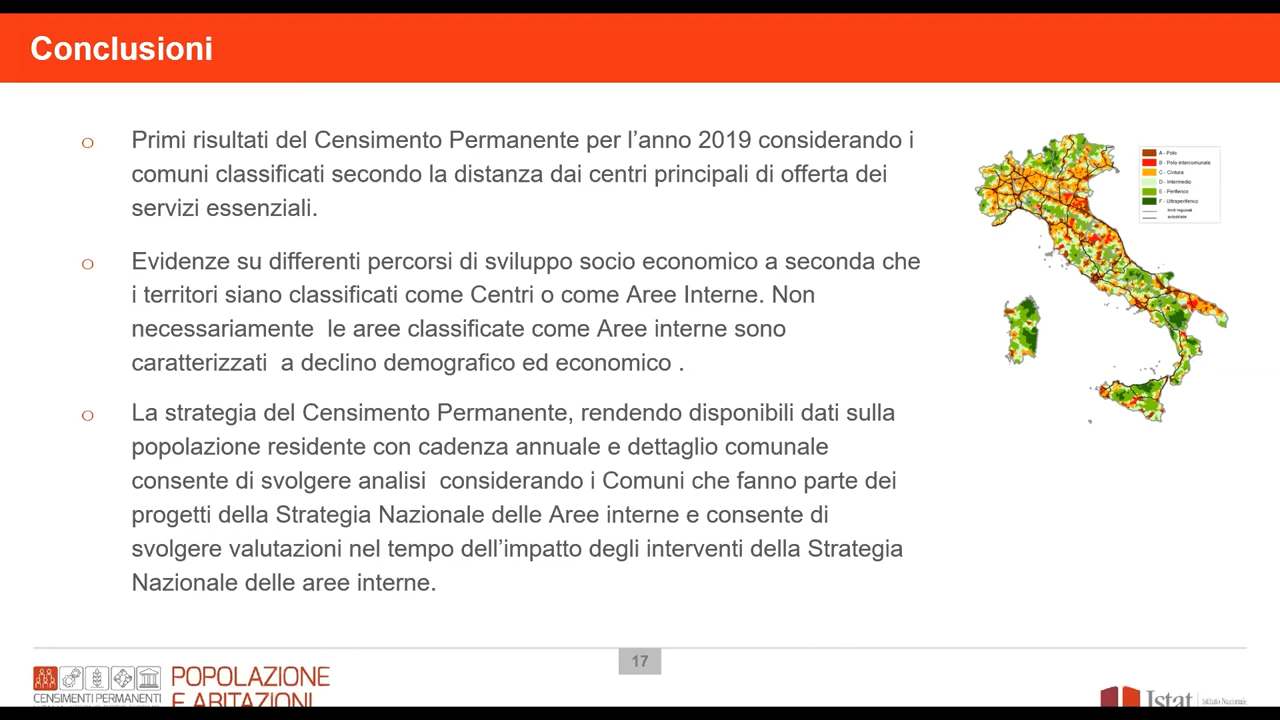 Conclusioni
o Primi risultati del Censimento Permanente per l’anno 2019 considerando i
comuni classificati secondo la distanza dai centri principali di offerta dei
servizi essenziali.
o Evidenze su differenti percorsi di sviluppo socio economico a seconda che
i territori siano classificati come Centri o come Aree Interne. Non
necessariamente le aree classificate come Aree interne sono
caratterizzati a declino demografico ed economico .
o La strategia del Censimento Permanente, rendendo disponibili dati sulla
popolazione residente con cadenza annuale e dettaglio comunale
consente di svolgere analisi considerando i Comuni che fanno parte dei
progetti della Strategia Nazionale delle Aree interne e consente di
svolgere valutazioni nel tempo dell’impatto degli interventi della Strategia
Nazionale delle aree interne.
A - Polo
B - Polo intercomunale
C - Cintura
D - Intermedio
E - Periferico
F - Ultraperiferico
limiti regionali
autostrade
17
CENSIMENTI PERMANENTI
POPOLAZIONE
E ABITAZIONI
Istat